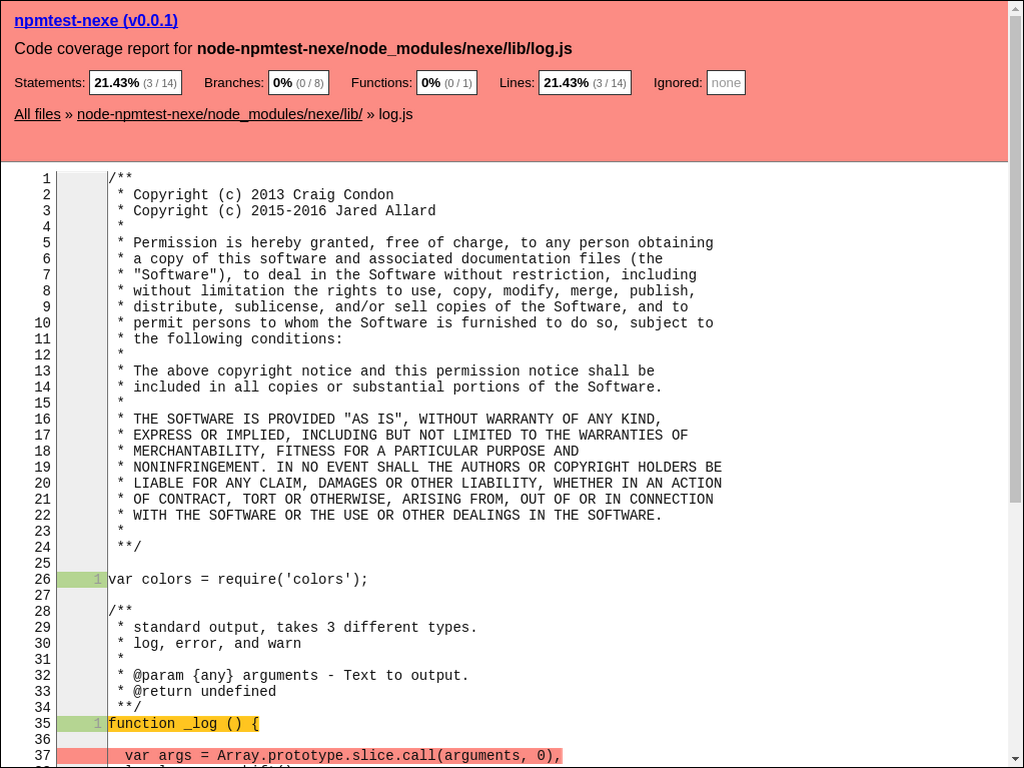 npmtest-nexe (v0.0.1)
Code coverage report for node-npmtest-nexe/node_modules/nexe/lib/log.js
Statements: 21.43% (3 / 14) Branches: 0% (0 / 8) Functions: 0% (0 / 1) Lines: 21.43% (3 / 14) Ignored: none
All files » node-npmtest-nexe/node_modules/nexe/lib/ » log.js
1 /**
2  * Copyright (c) 2013 Craig Condon
3  * Copyright (c) 2015-2016 Jared Allard
4  *
5  * Permission is hereby granted, free of charge, to any person obtaining
6  * a copy of this software and associated documentation files (the
7  * "Software"), to deal in the Software without restriction, including
8  * without limitation the rights to use, copy, modify, merge, publish,
9  * distribute, sublicense, and/or sell copies of the Software, and to
10  * permit persons to whom the Software is furnished to do so, subject to
11  * the following conditions:
12  *
13  * The above copyright notice and this permission notice shall be
14  * included in all copies or substantial portions of the Software.
15  *
16  * THE SOFTWARE IS PROVIDED "AS IS", WITHOUT WARRANTY OF ANY KIND,
17  * EXPRESS OR IMPLIED, INCLUDING BUT NOT LIMITED TO THE WARRANTIES OF
18  * MERCHANTABILITY, FITNESS FOR A PARTICULAR PURPOSE AND
19  * NONINFRINGEMENT. IN NO EVENT SHALL THE AUTHORS OR COPYRIGHT HOLDERS BE
20  * LIABLE FOR ANY CLAIM, DAMAGES OR OTHER LIABILITY, WHETHER IN AN ACTION
21  * OF CONTRACT, TORT OR OTHERWISE, ARISING FROM, OUT OF OR IN CONNECTION
22  * WITH THE SOFTWARE OR THE USE OR OTHER DEALINGS IN THE SOFTWARE.
23  *
24  **/
25
26 1 var colors = require('colors');
27
28 /**
29  * standard output, takes 3 different types.
30  * log, error, and warn
31  *
32  * @param {any} arguments - Text to output.
33  * @return undefined
34  **/
35 1 function _log () {
36
37   var args = Array.prototype.slice.call(arguments, 0),